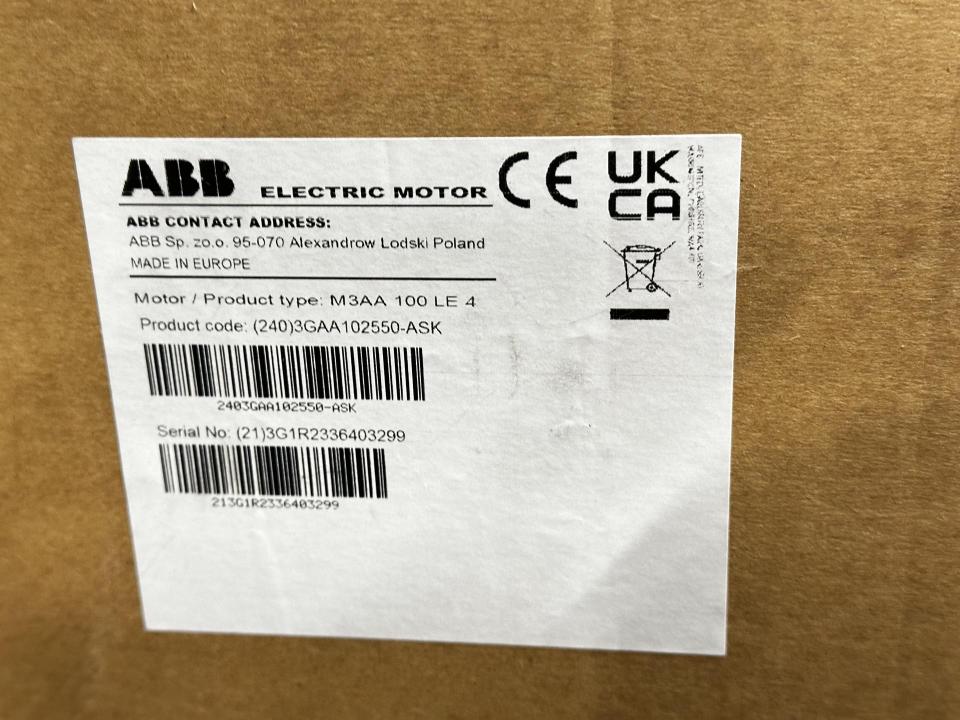 ABB ELECTRIC MOTOR CE UK CA
ABB CONTACT ADDRESS:
ABB Sp. zo.o. 95-070 Alexandrow Lodski Poland
MADE IN EUROPE
Motor / Product type: M3AA 100 LE 4
Product code: (240)3GAA102550-ASK
2403GAA102550-ASK
Serial No: (21)3G1R2336403299
213G1R2336403299